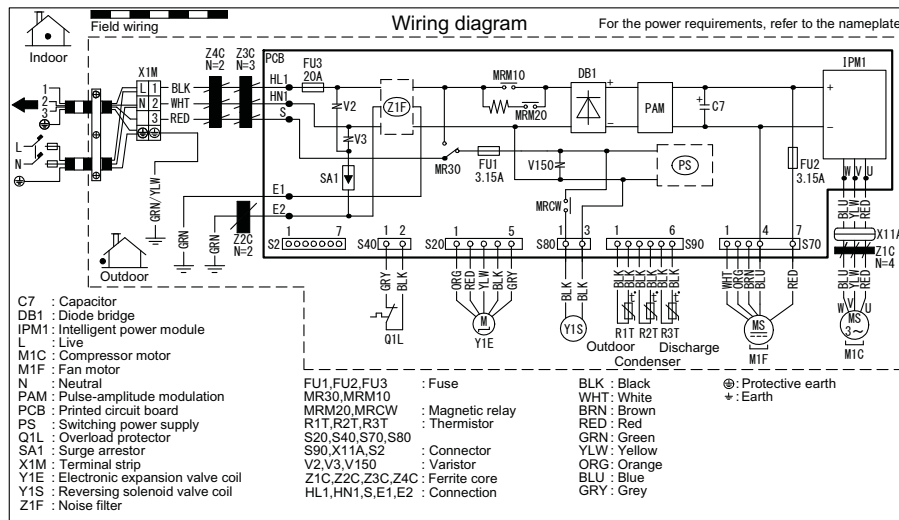 Field wiring
Wiring diagram
For the power requirements, refer to the nameplate
Indoor
X1M
Z4C
N=2
Z3C
N=3
PCB
HL1
HN1
S
FU3
20A
V2
V3
SA1
Z1F
MRM10
MRM20
DB1
PAM
C7
IPM1
+
−
+
−
L 1
N 2
3
BLK
WHT
RED
1
2
3
L
N
GRN/YLW
GRN
GRN
E1
E2
Z2C
N=2
MR30
FU1
3.15A
V150
PS
FU2
3.15A
MRCW
W V U
BLU
YLW
RED
X11A
Z1C
N=4
BLU
YLW
RED
W V U
MS
3~
M1C
Outdoor
S2 1 7
S40 1 2
S20 1 5
S80 1 3
1 6 S90
1 4 7 S70
GRY
BLK
Q1L
ORG
RED
YLW
BLK
GRY
M
Y1E
BLK
BLK
Y1S
BLK
BLK
BLK
BLK
BLK
BLK
R1T R2T R3T
Outdoor Discharge
Condenser
WHT
ORG
BRN
BLU
RED
MS
M1F
C7 : Capacitor
DB1 : Diode bridge
IPM1 : Intelligent power module
L : Live
M1C : Compressor motor
M1F : Fan motor
N : Neutral
PAM : Pulse-amplitude modulation
PCB : Printed circuit board
PS : Switching power supply
Q1L : Overload protector
SA1 : Surge arrestor
X1M : Terminal strip
Y1E : Electronic expansion valve coil
Y1S : Reversing solenoid valve coil
Z1F : Noise filter
FU1,FU2,FU3 : Fuse
MR30,MRM10
MRM20,MRCW : Magnetic relay
R1T,R2T,R3T : Thermistor
S20,S40,S70,S80
S90,X11A,S2 : Connector
V2,V3,V150 : Varistor
Z1C,Z2C,Z3C,Z4C : Ferrite core
HL1,HN1,S,E1,E2 : Connection
BLK : Black
WHT : White
BRN : Brown
RED : Red
GRN : Green
YLW : Yellow
ORG : Orange
BLU : Blue
GRY : Grey
: Protective earth
: Earth